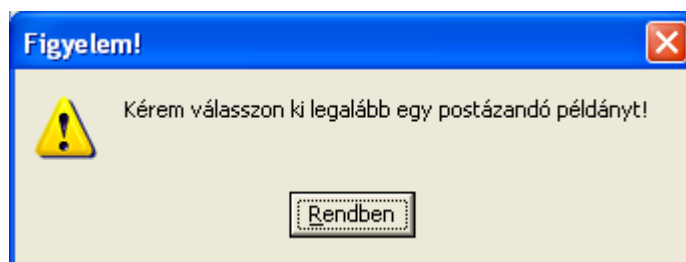 Figyelem!
Kérem válasszon ki legalább egy postázandó példányt!
Rendben